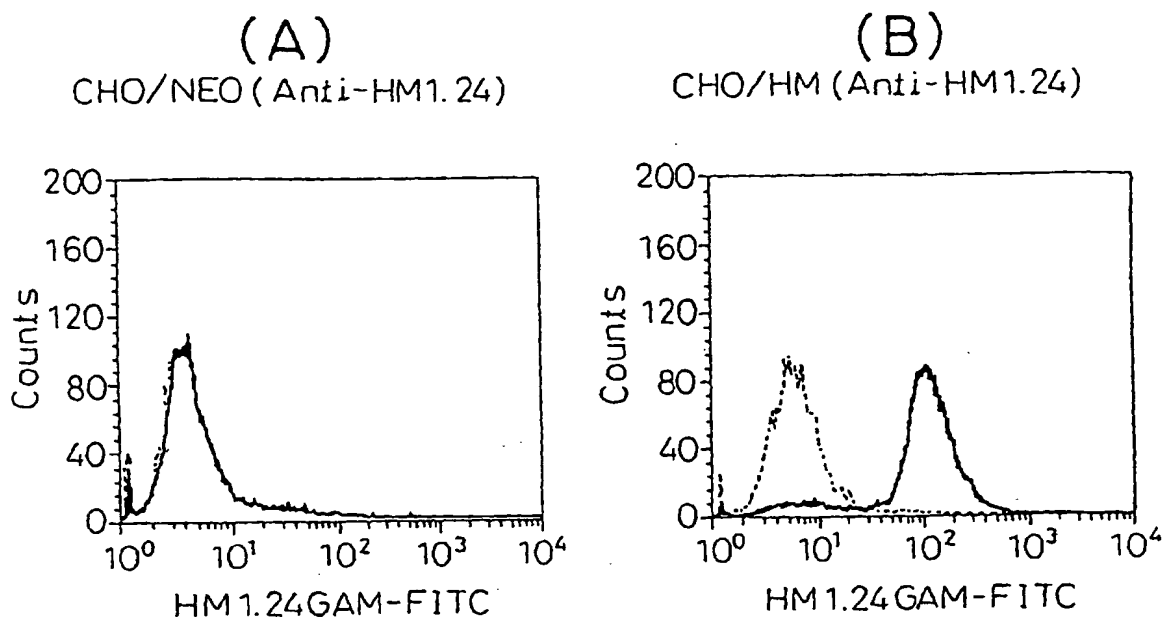 (A)
CHO/NEO (Anti-HM1.24)
200
160
120
80
40
0
Counts
10⁰ 10¹ 10² 10³ 10⁴
HM1.24GAM-FITC
(B)
CHO/HM (Anti-HM1.24)
200
160
120
80
40
0
Counts
10⁰ 10¹ 10² 10³ 10⁴
HM1.24GAM-FITC